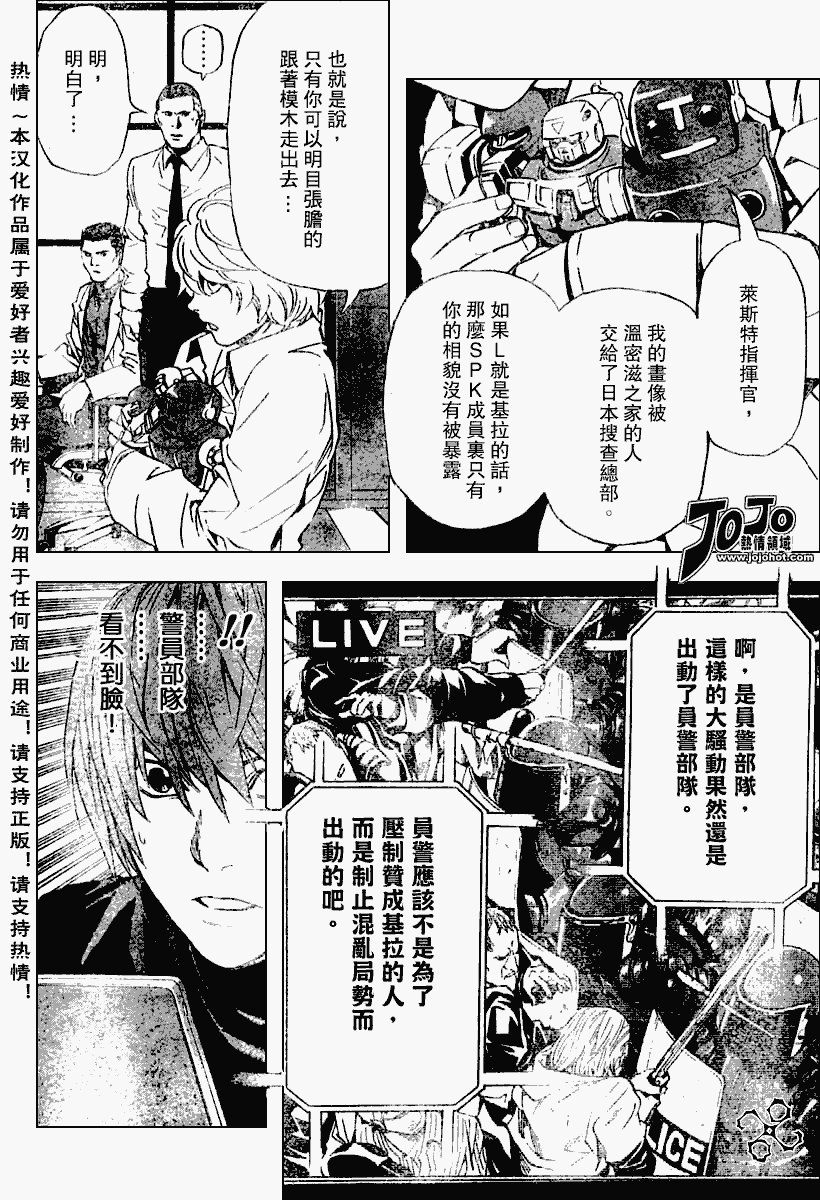 萊斯特指揮官，
我的畫像被
溫密滋之家的人
交給了日本搜查總部。
如果Ｌ就是基拉的話，
那麼ＳＰＫ成員裏只有
你的相貌沒有被暴露
也就是說，
只有你可以明目張膽的
跟著模木走出去…
……
明，
明白了…
JOJO
熱情領域
www.jojohot.com
LIVE
啊，是員警部隊，
這樣的大騷動果然還是
出動了員警部隊。
員警應該不是為了
壓制贊成基拉的人，
而是制止混亂局勢而
出動的吧。
LICE
!!
……警員部隊
……看不到臉！
热情～本汉化作品属于爱好者兴趣爱好制作！请勿用于任何商业用途！请支持正版！请支持热情！